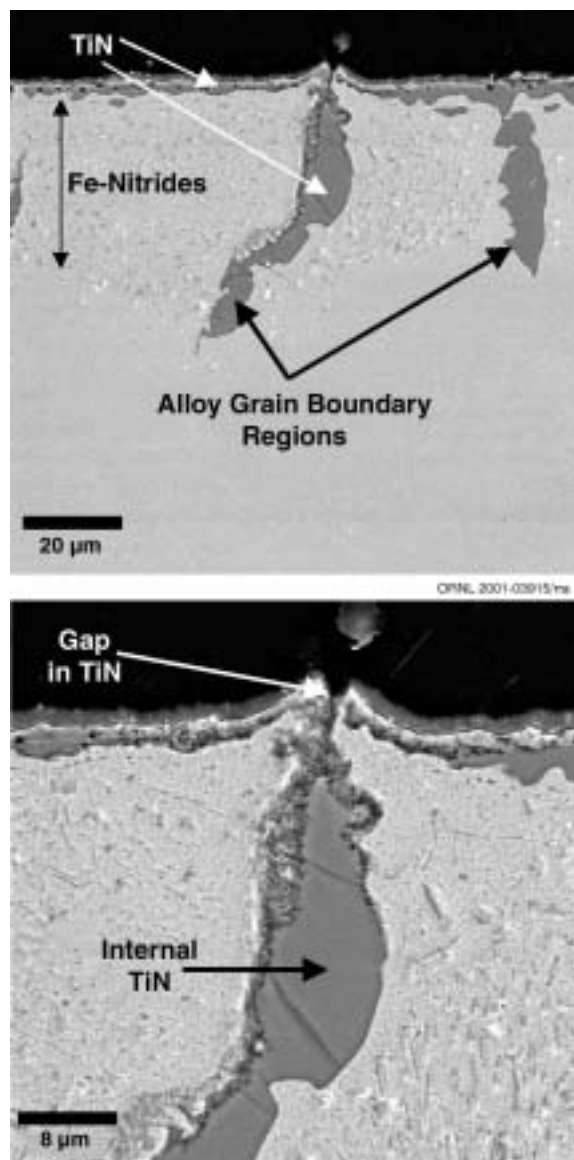 TiN
Fe-Nitrides
Alloy Grain Boundary
Regions
20 µm
ORNL 2001-03915/ms
Gap
in TiN
Internal
TiN
8 µm